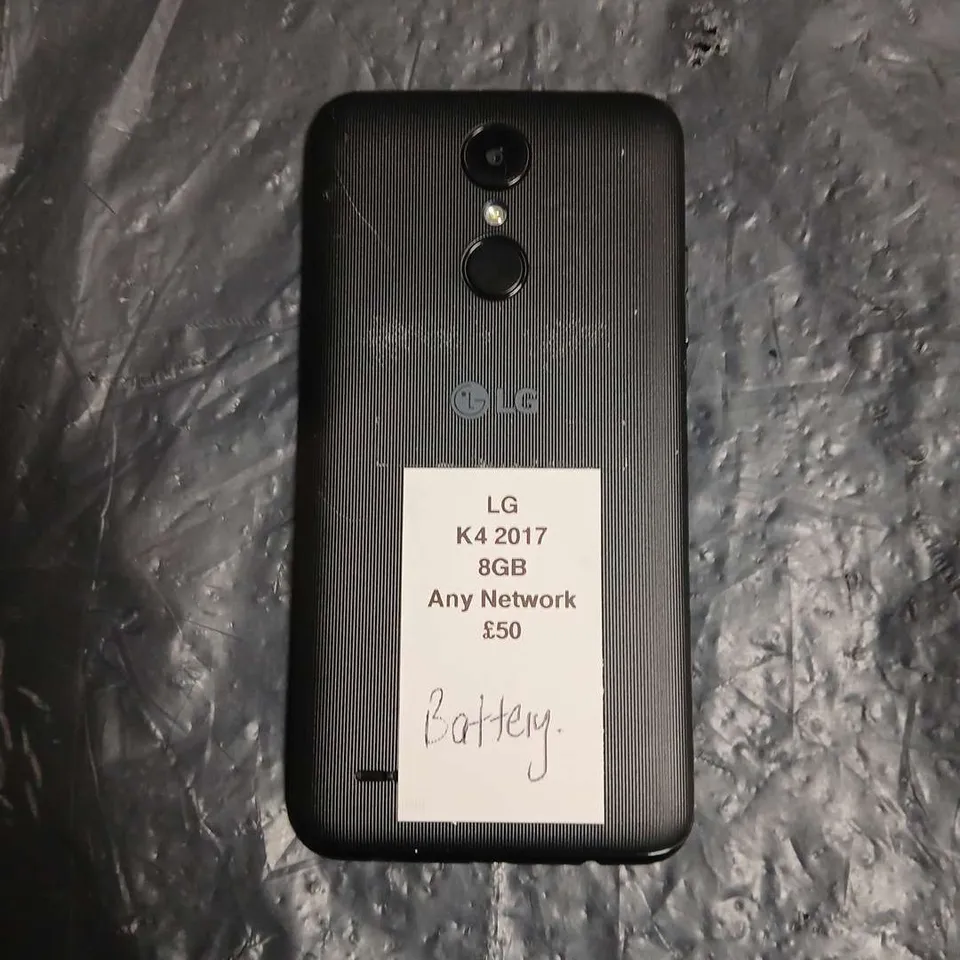 LG
LG
K4 2017
8GB
Any Network
£50
Battery.